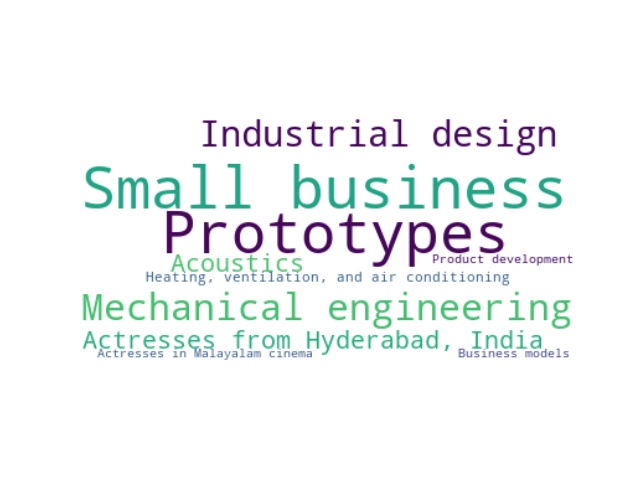 Industrial design
Small business
Prototypes
Acoustics
Product development
Heating, ventilation, and air conditioning
Mechanical engineering
Actresses from Hyderabad, India
Actresses in Malayalam cinema
Business models